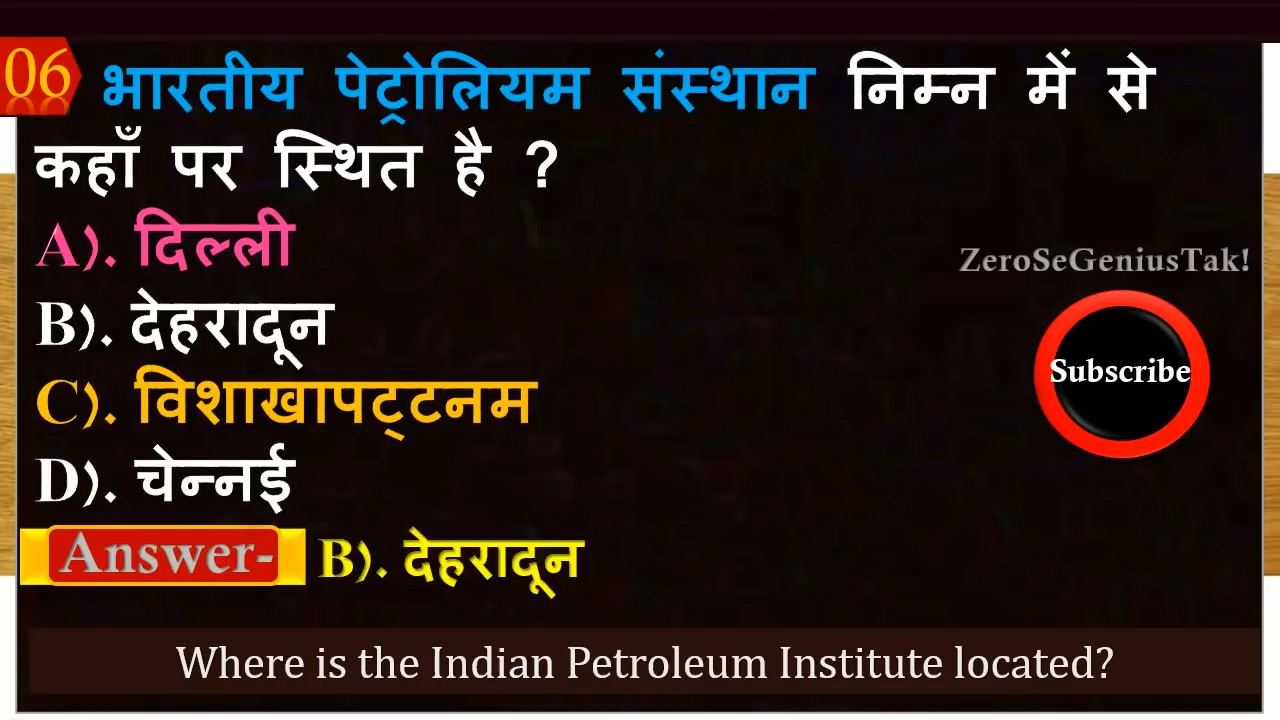 06
भारतीय पेट्रोलियम संस्थान निम्न में से
कहाँ पर स्थित है ?
A). दिल्ली
ZeroSeGeniusTak!
B). देहरादून
Subscribe
C). विशाखापट्टनम
D). चेन्नई
Answer- B). देहरादून
Where is the Indian Petroleum Institute located?